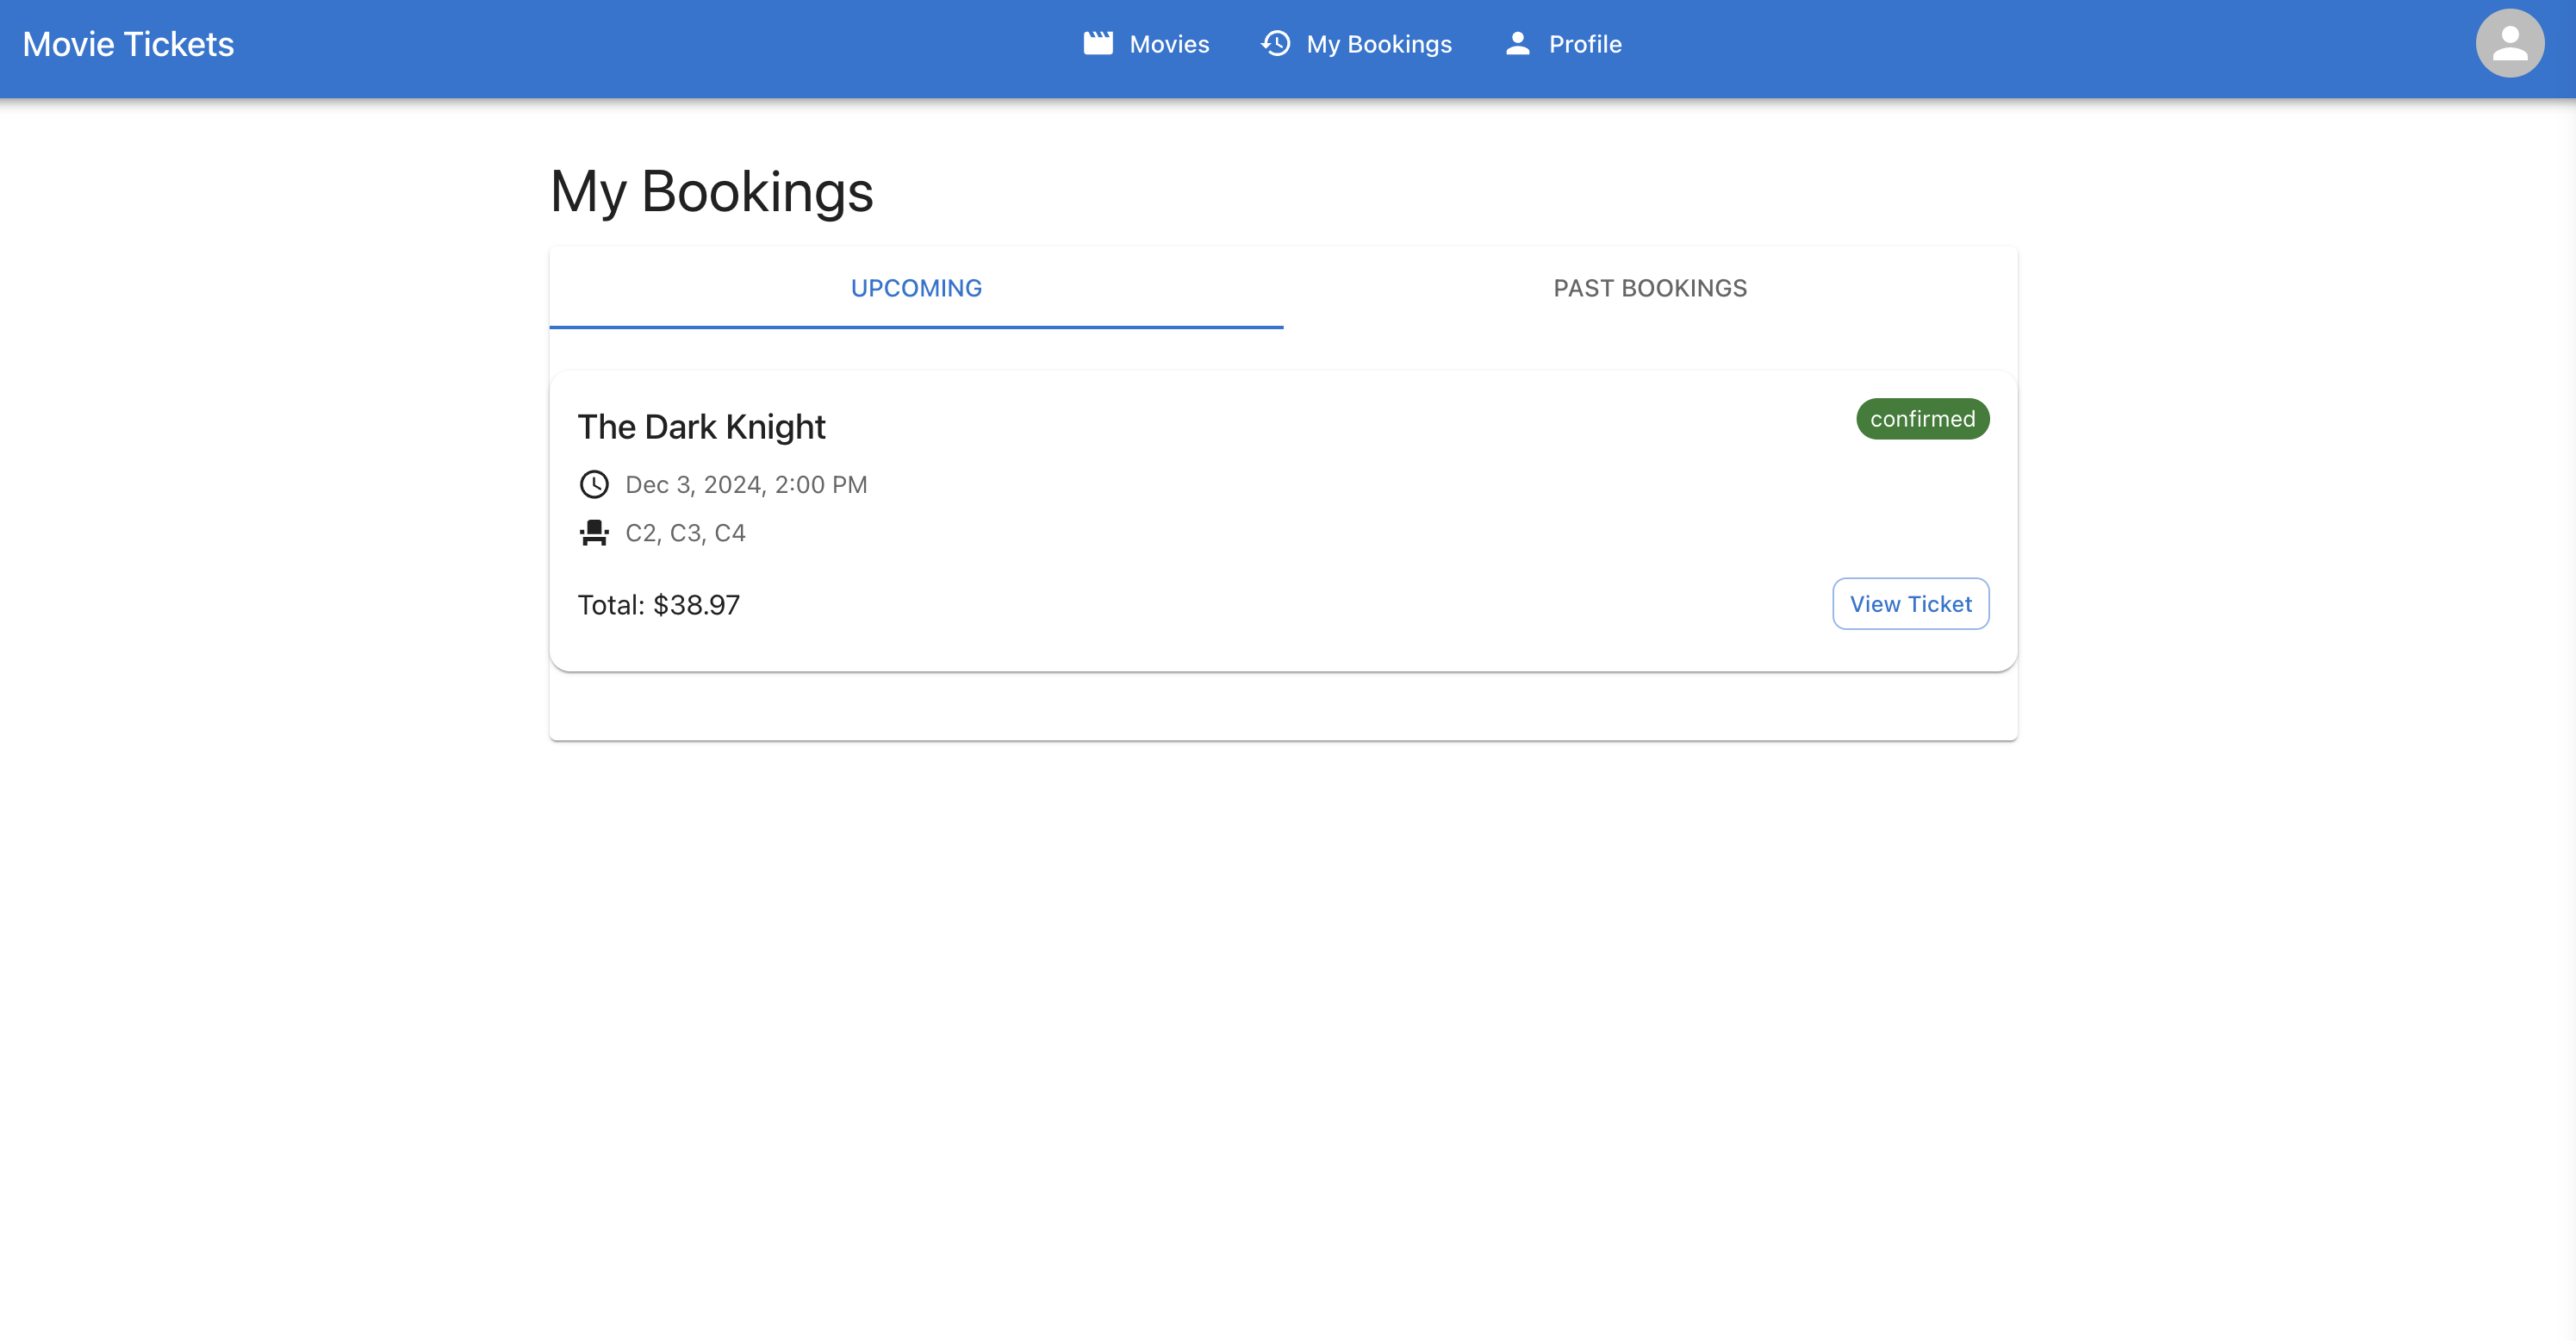 Movie Tickets
Movies
My Bookings
Profile
My Bookings
UPCOMING
PAST BOOKINGS
The Dark Knight
confirmed
Dec 3, 2024, 2:00 PM
C2, C3, C4
Total: $38.97
View Ticket